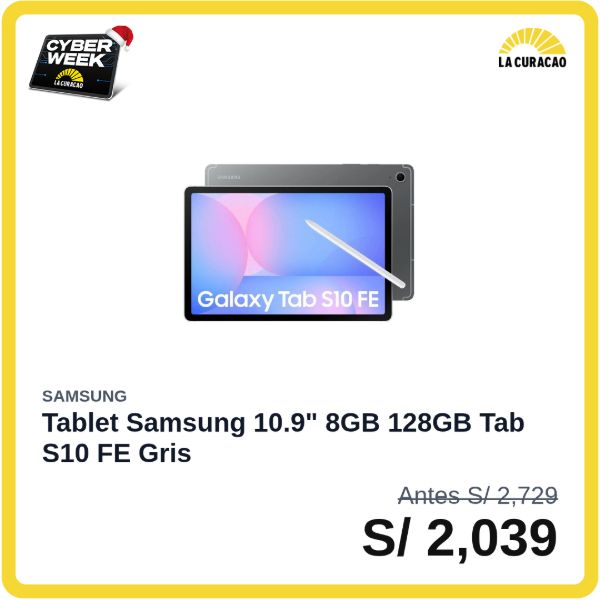 CYBER
WEEK
LA CURACAO
LA CURACAO
SAMSUNG
Galaxy Tab S10 FE
SAMSUNG
Tablet Samsung 10.9" 8GB 128GB Tab
S10 FE Gris
Antes S/ 2,729
S/ 2,039